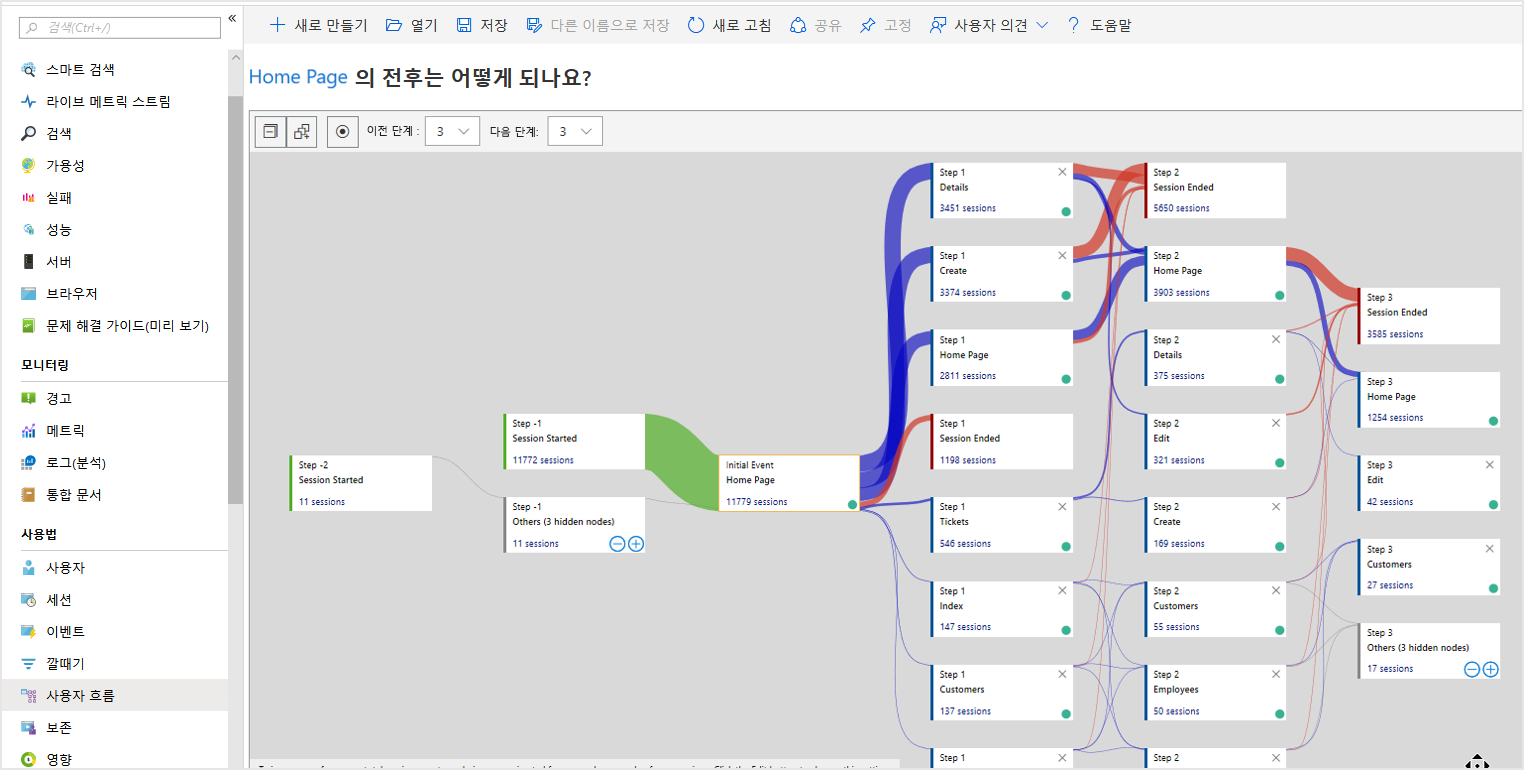 검색(Ctrl+/)
«
스마트 검색
라이브 메트릭 스트림
검색
가용성
실패
성능
서버
브라우저
문제 해결 가이드(미리 보기)
모니터링
경고
메트릭
로그(분석)
통합 문서
사용법
사용자
세션
이벤트
깔때기
사용자 흐름
보존
영향
새로 만들기 열기 저장 다른 이름으로 저장 새로 고침 공유 고정 사용자 의견 ? 도움말
Home Page 의 전후는 어떻게 되나요?
이전 단계 : 3 다음 단계: 3
Step -2
Session Started
11 sessions
Step -1
Session Started
11772 sessions
Step -1
Others (3 hidden nodes)
11 sessions
Initial Event
Home Page
11779 sessions
Step 1
Details
3451 sessions
Step 1
Create
3374 sessions
Step 1
Home Page
2811 sessions
Step 1
Session Ended
1198 sessions
Step 1
Tickets
546 sessions
Step 1
Index
147 sessions
Step 1
Customers
137 sessions
Step 1
Step 2
Session Ended
5650 sessions
Step 2
Home Page
3903 sessions
Step 2
Details
375 sessions
Step 2
Edit
321 sessions
Step 2
Create
169 sessions
Step 2
Customers
55 sessions
Step 2
Employees
50 sessions
Step 2
Step 3
Session Ended
3585 sessions
Step 3
Home Page
1254 sessions
Step 3
Edit
42 sessions
Step 3
Customers
27 sessions
Step 3
Others (3 hidden nodes)
17 sessions